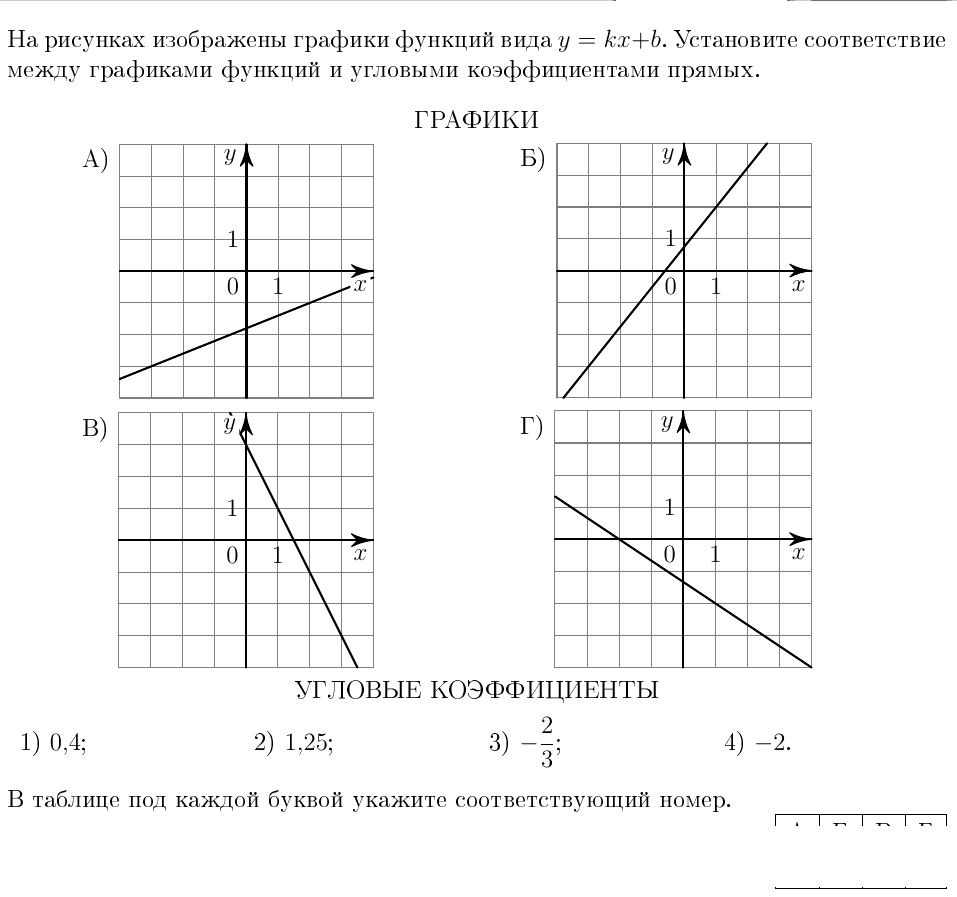 На рисунках изображены графики функций вида y = kx+b. Установите соответствие
между графиками функций и угловыми коэффициентами прямых.
ГРАФИКИ
А) y 1 0 1 x
Б) y 1 0 1 x
В) y 1 0 1 x
Г) y 1 0 1 x
УГЛОВЫЕ КОЭФФИЦИЕНТЫ
1) 0,4; 2) 1,25; 3) −2/3; 4) −2.
В таблице под каждой буквой укажите соответствующий номер.